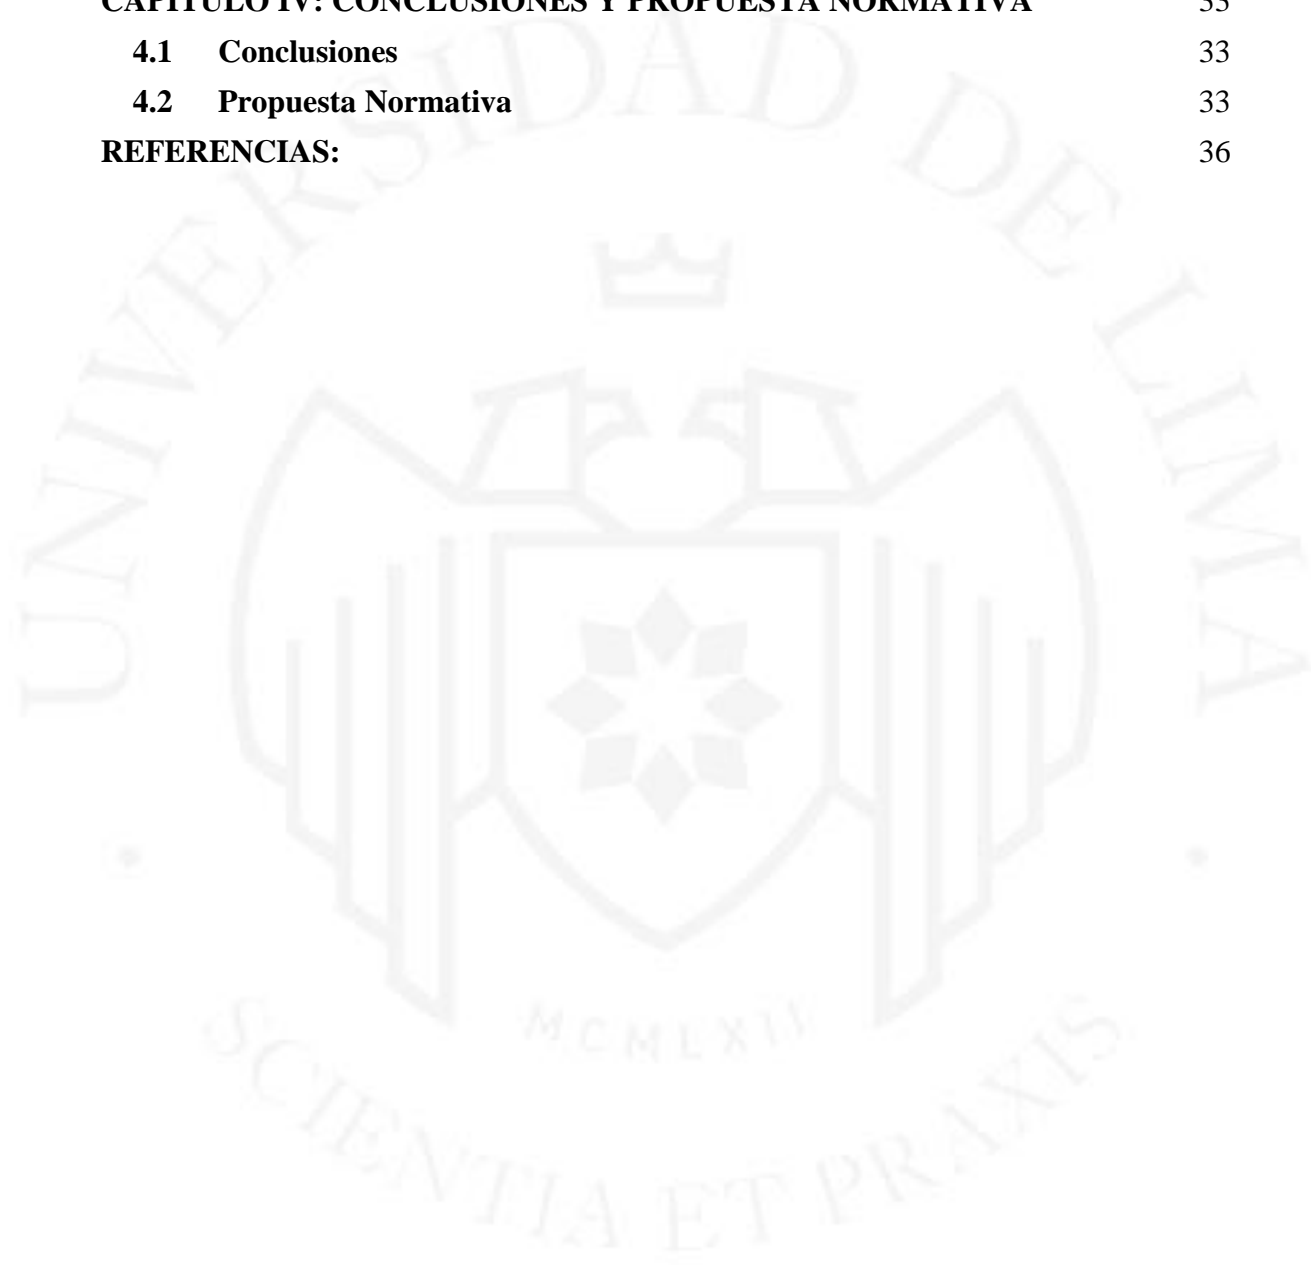 CAPÍTULO IV: CONCLUSIONES Y PROPUESTA NORMATIVA 33
4.1 Conclusiones 33
4.2 Propuesta Normativa 33
REFERENCIAS: 36
UNIVERSIDAD DE LIMA
MCMLXII
SCIENTIA ET PRAXIS